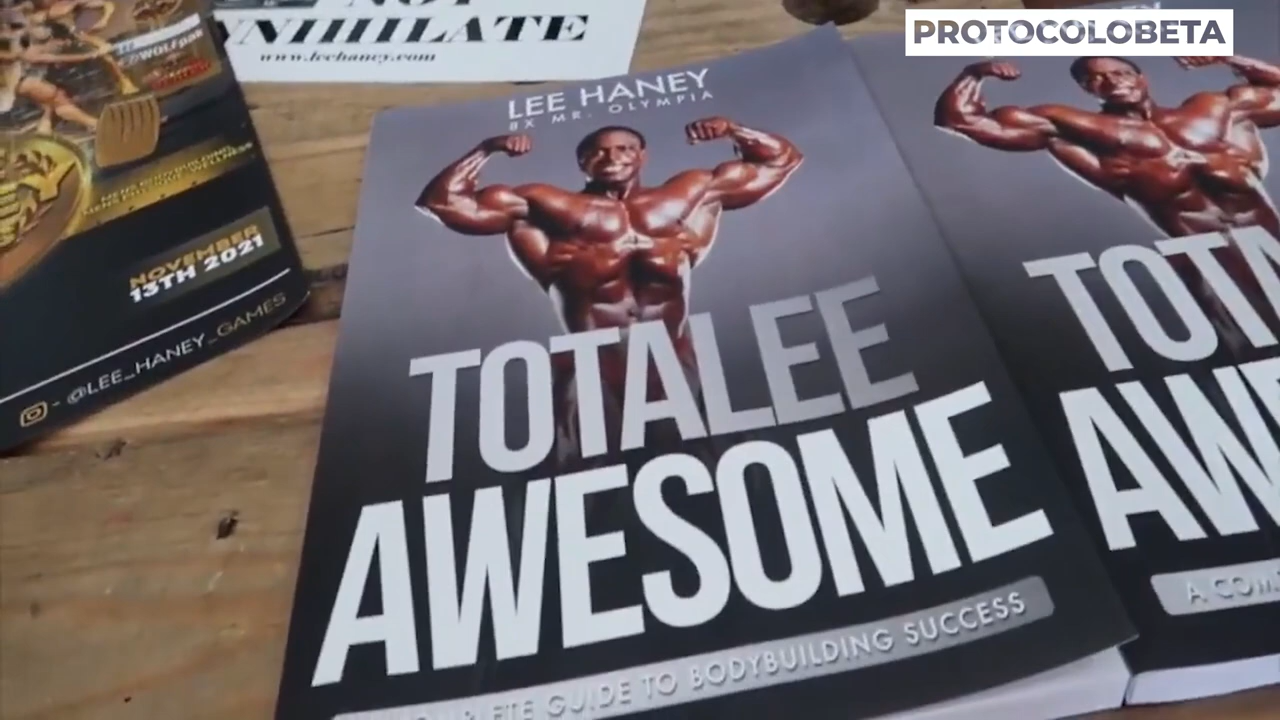 PROTOCOLOBETA
NNIHILATE
www.leehaney.com
LEE HANEY
8X MR. OLYMPIA
TOTALEE
AWESOME
COMPLETE GUIDE TO BODYBUILDING SUCCESS
NOVEMBER
13TH 2021
- @LEE_HANEY_GAMES
TOTA
AW
A COM